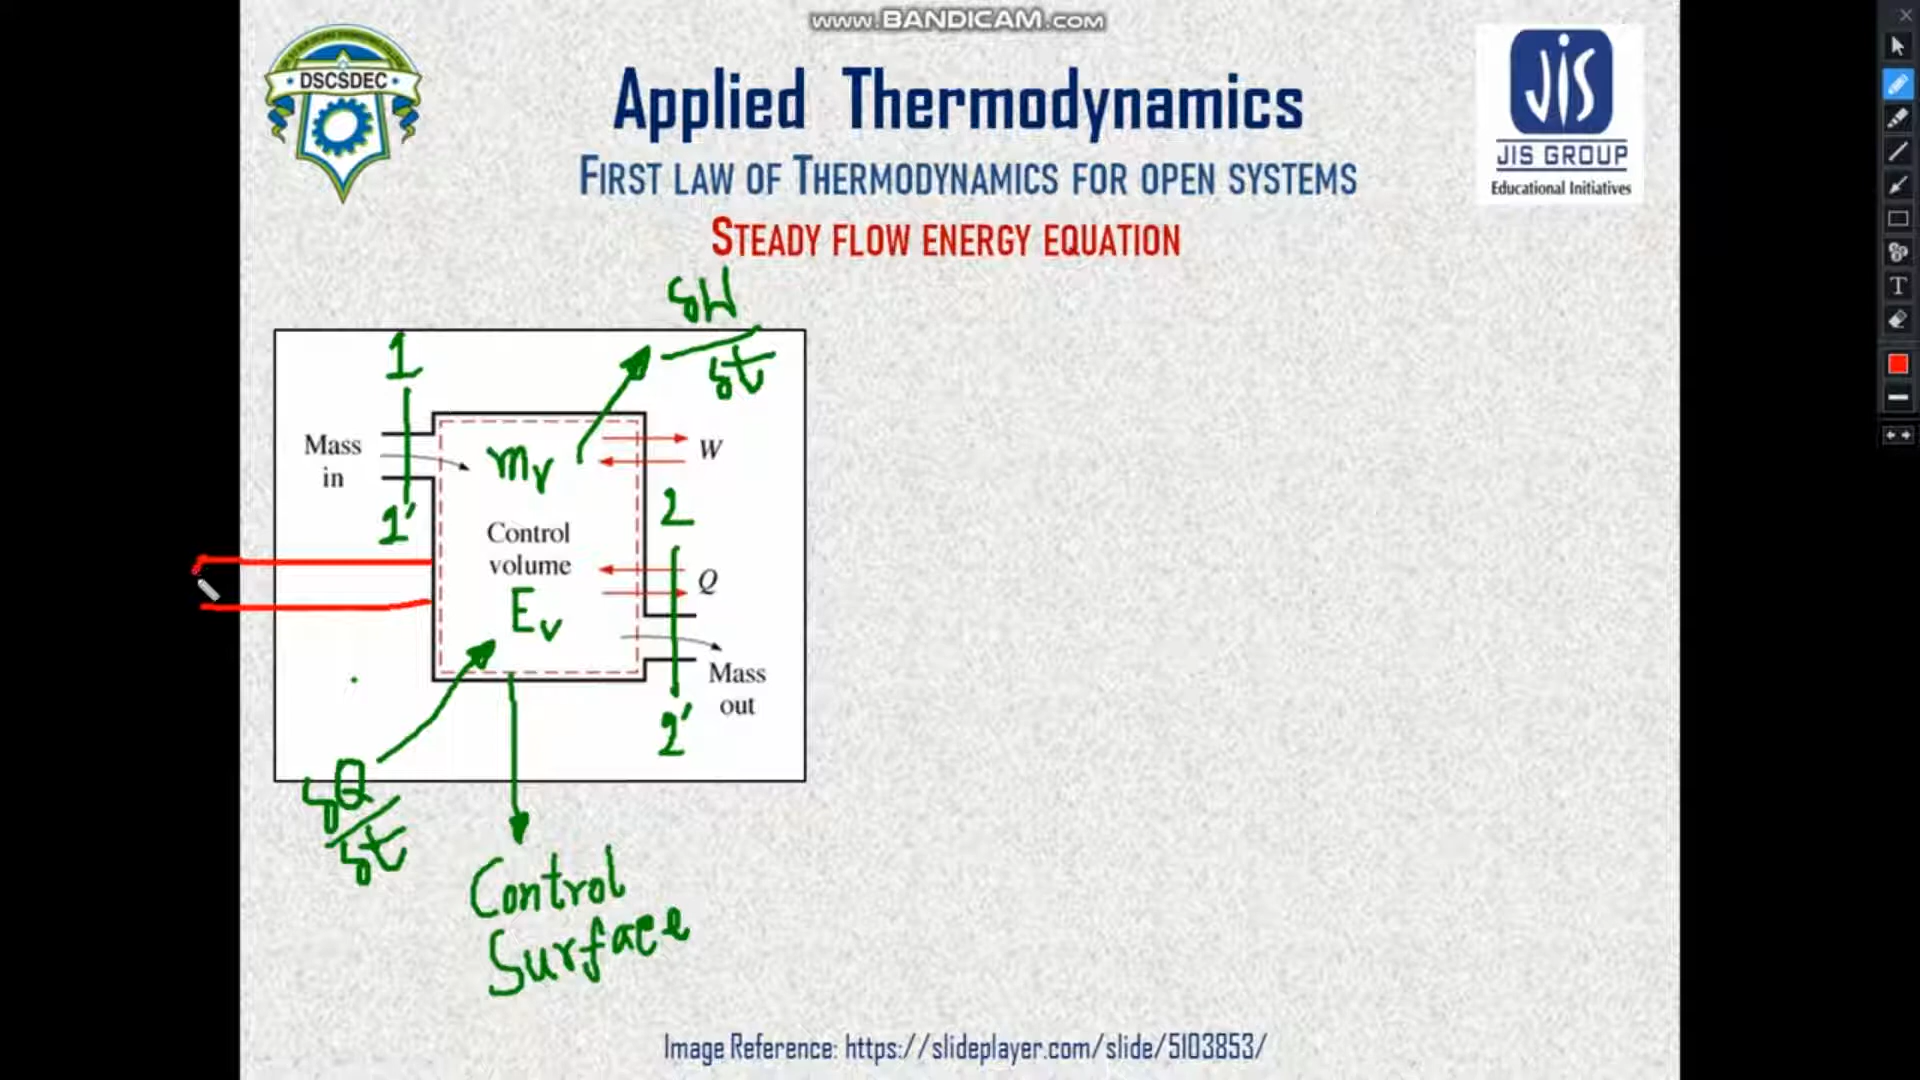 www.BANDICAM.com
DSCSDEC
JIS
JIS GROUP
Educational Initiatives
Applied Thermodynamics
FIRST LAW OF THERMODYNAMICS FOR OPEN SYSTEMS
STEADY FLOW ENERGY EQUATION
δW
δt
1
Mass
in
1'
mv
W
2
Control
volume
Q
Ev
Mass
out
2'
δQ
δt
Control
Surface
T
Image Reference: https://slideplayer.com/slide/5103853/